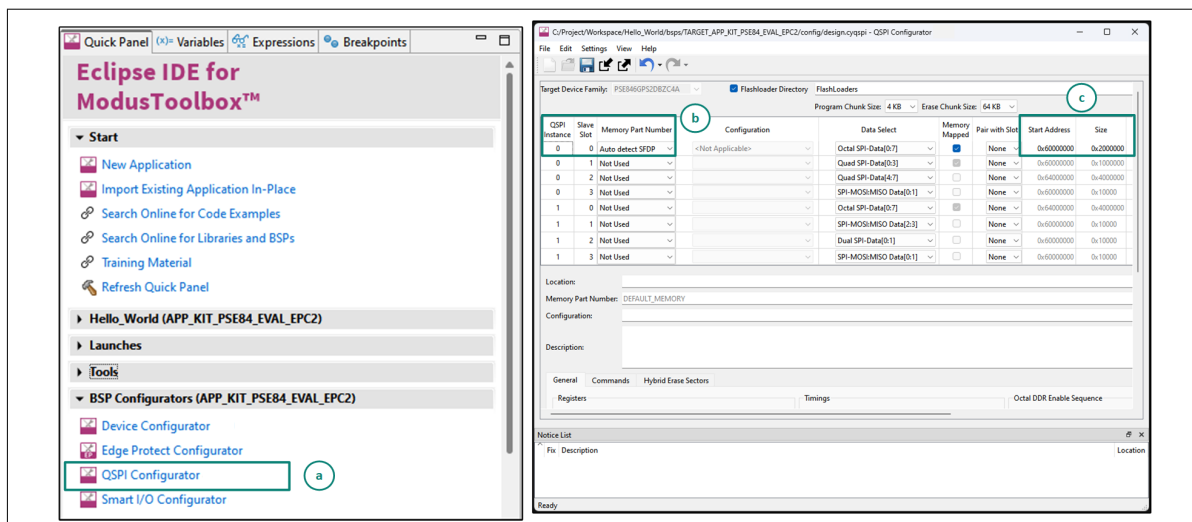 Quick Panel (x)= Variables Expressions Breakpoints
Eclipse IDE for
ModusToolbox™
Start
New Application
Import Existing Application In-Place
Search Online for Code Examples
Search Online for Libraries and BSPs
Training Material
Refresh Quick Panel
Hello_World (APP_KIT_PSE84_EVAL_EPC2)
Launches
Tools
BSP Configurators (APP_KIT_PSE84_EVAL_EPC2)
Device Configurator
EP Edge Protect Configurator
QSPI Configurator
a
Smart I/O Configurator
C:/Project/Workspace/Hello_World/bsps/TARGET_APP_KIT_PSE84_EVAL_EPC2/config/design.cyqspi - QSPI Configurator
File Edit Settings View Help
Target Device Family: PSE846GPS2DBZC4A Flashloader Directory FlashLoaders
Program Chunk Size: 4 KB Erase Chunk Size: 64 KB
b
c
QSPI Instance Slave Slot Memory Part Number Configuration Data Select Memory Mapped Pair with Slot Start Address Size
0 0 Auto detect SFDP <Not Applicable> Octal SPI-Data[0:7] None 0x60000000 0x2000000
0 1 Not Used Quad SPI-Data[0:3] None 0x60000000 0x1000000
0 2 Not Used Quad SPI-Data[4:7] None 0x64000000 0x4000000
0 3 Not Used SPI-MOSI:MISO Data[0:1] None 0x60000000 0x10000
1 0 Not Used Octal SPI-Data[0:7] None 0x64000000 0x4000000
1 1 Not Used SPI-MOSI:MISO Data[2:3] None 0x60000000 0x10000
1 2 Not Used Dual SPI-Data[0:1] None 0x60000000 0x10000
1 3 Not Used SPI-MOSI:MISO Data[0:1] None 0x60000000 0x10000
Location:
Memory Part Number: DEFAULT_MEMORY
Configuration:
Description:
General Commands Hybrid Erase Sectors
Registers Timings Octal DDR Enable Sequence
Notice List
Fix Description Location
Ready